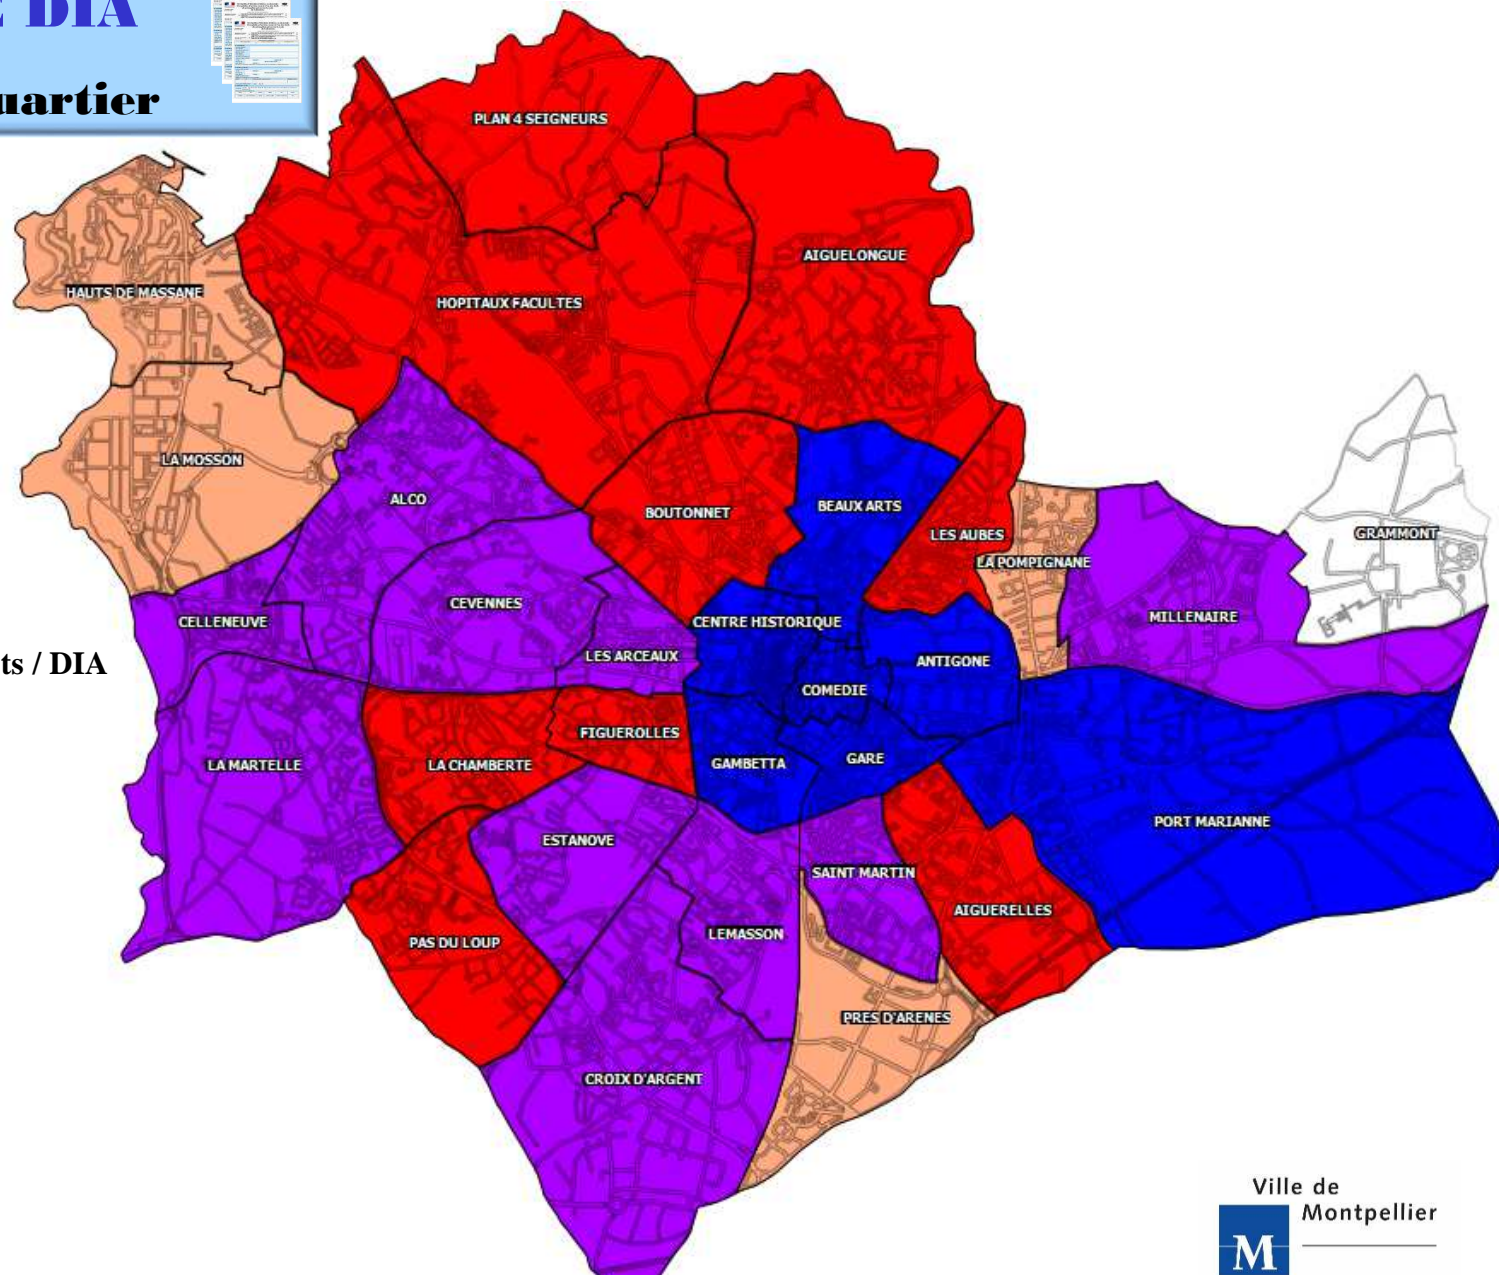 DIA
uartier
PLAN 4 SEIGNEURS
AIGUELONGUE
HAUTS DE MASSANE
HOPITAUX FACULTES
LA MOSSON
ALCO
BOUTONNET
BEAUX ARTS
LES AUBES
GRAMMONT
LA POMPIGNANE
CEVENNES
CELLENEUVE
CENTRE HISTORIQUE
MILLENAIRE
LES ARCEAUX
ANTIGONE
ts / DIA
COMEDIE
FIGUEROLLES
LA MARTELLE
LA CHAMBERTE
GAMBETTA
GARE
PORT MARIANNE
ESTANOVE
SAINT MARTIN
AIGUERELLES
LEMASSON
PAS DU LOUP
PRES D'ARENES
CROIX D'ARGENT
Ville de
Montpellier
M